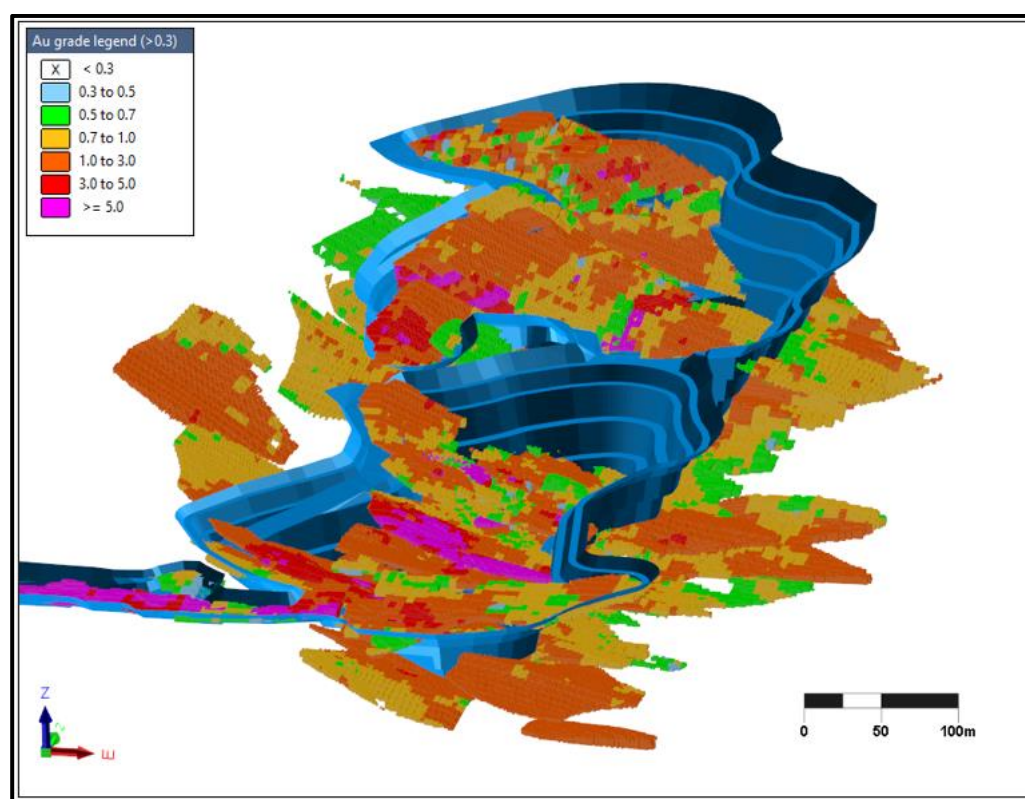 Au grade legend (>0.3)
X < 0.3
0.3 to 0.5
0.5 to 0.7
0.7 to 1.0
1.0 to 3.0
3.0 to 5.0
>= 5.0
Z
E
0 50 100m